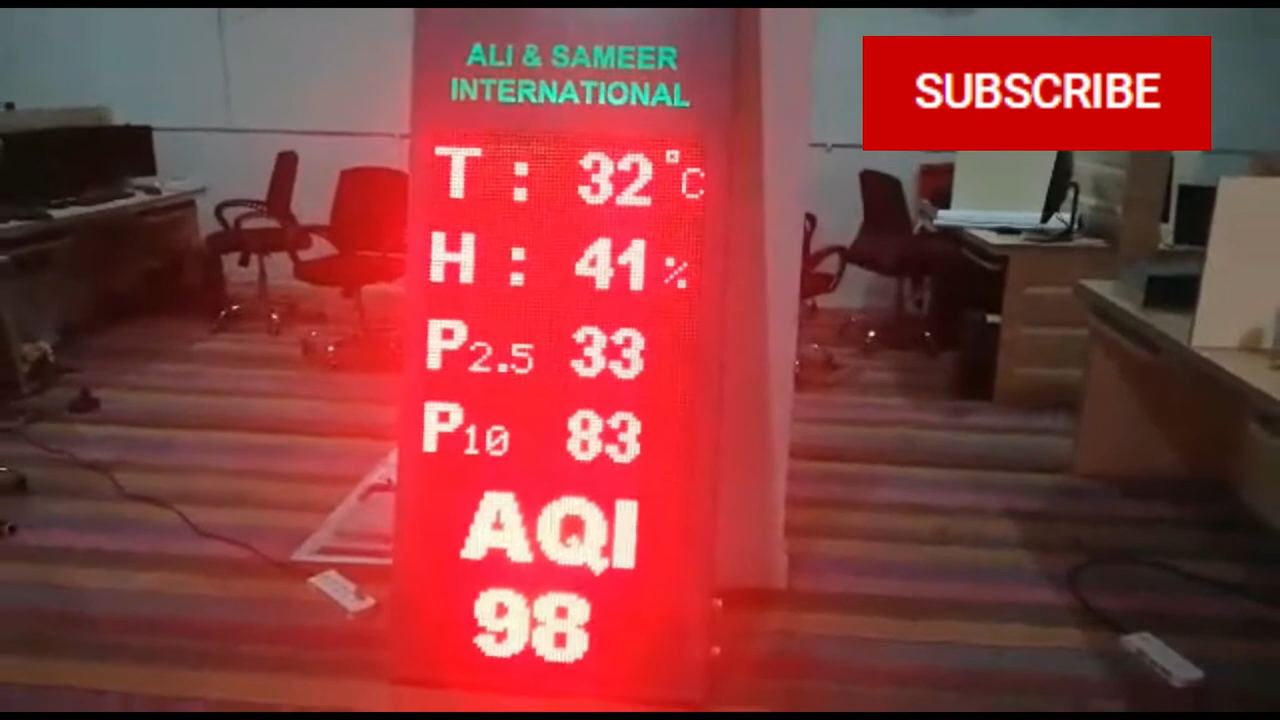 ALI & SAMEER
INTERNATIONAL
T : 32°C
H : 41%
P2.5 33
P10 83
AQI
98
SUBSCRIBE